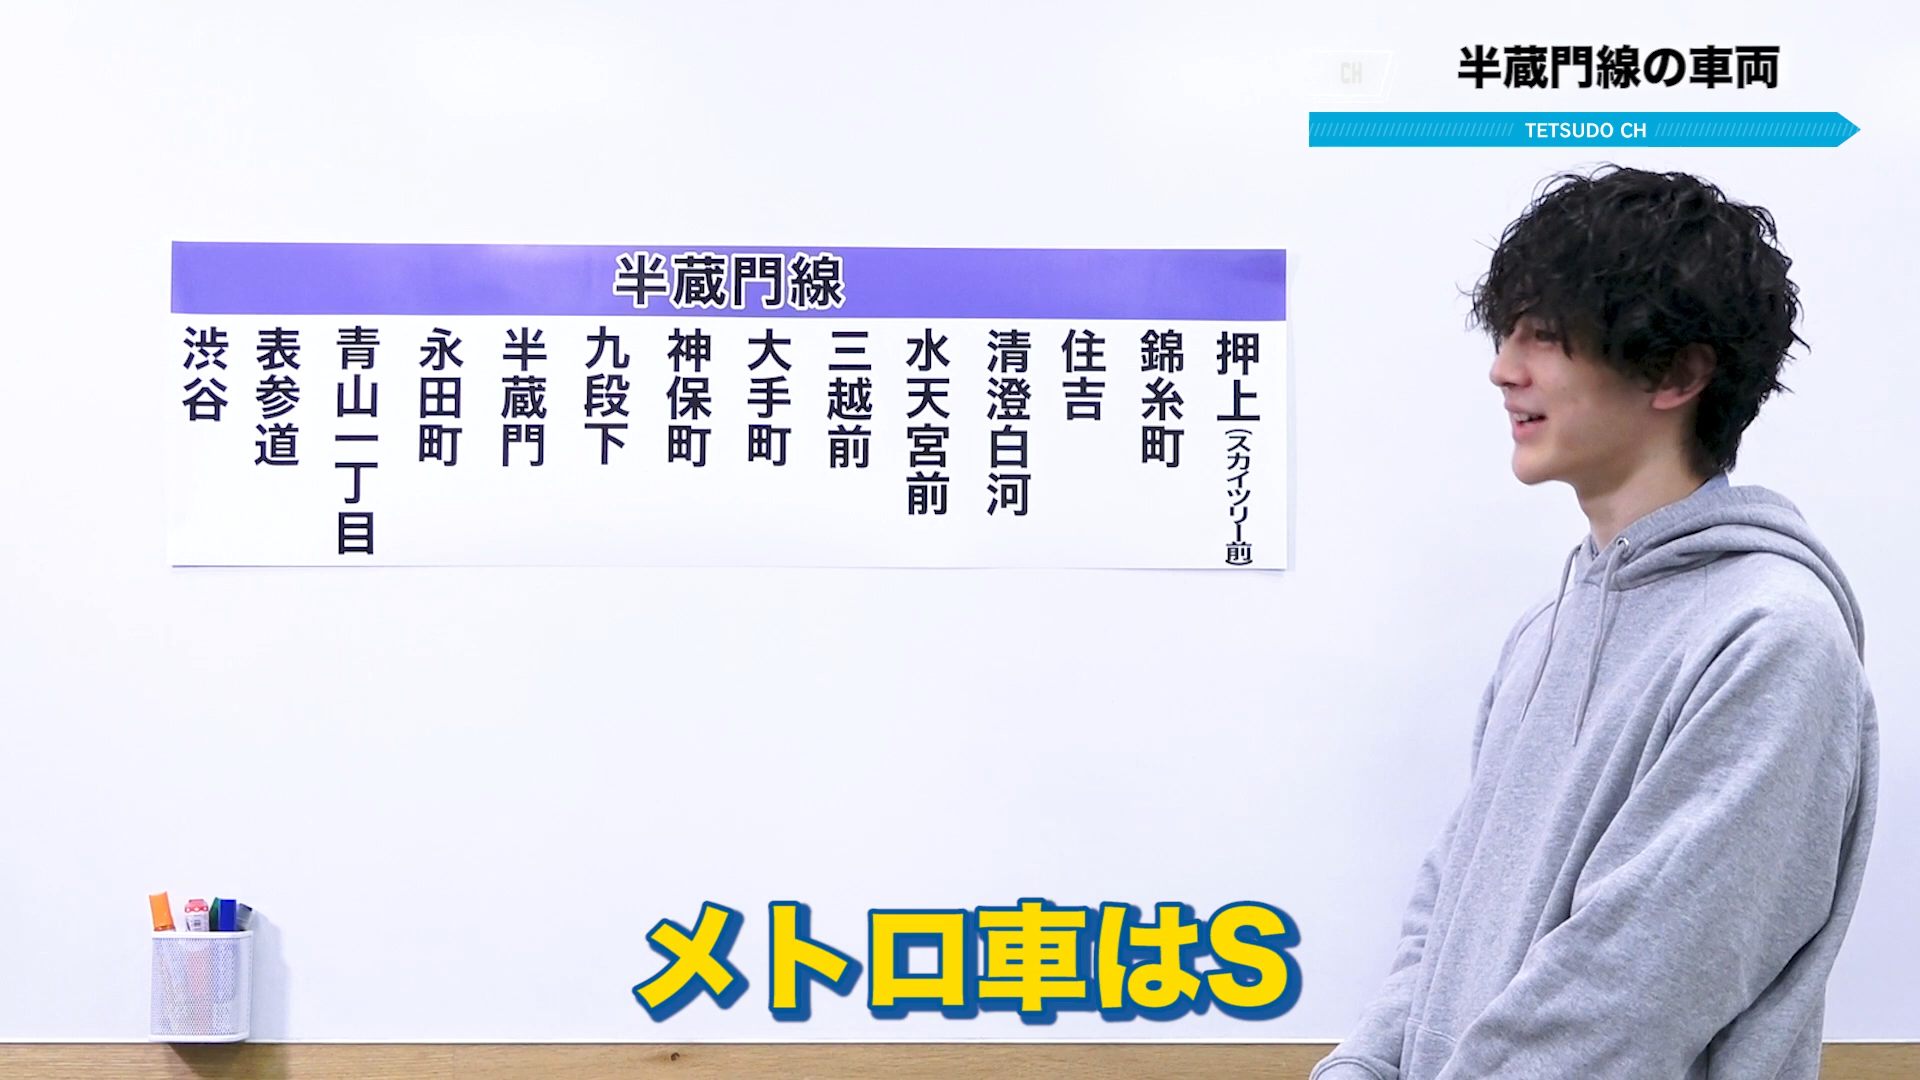 CH
半蔵門線の車両
TETSUDO CH
半蔵門線
渋谷
表参道
青山一丁目
永田町
半蔵門
九段下
神保町
大手町
三越前
水天宮前
清澄白河
住吉
錦糸町
押上(スカイツリー前)
メトロ車はS